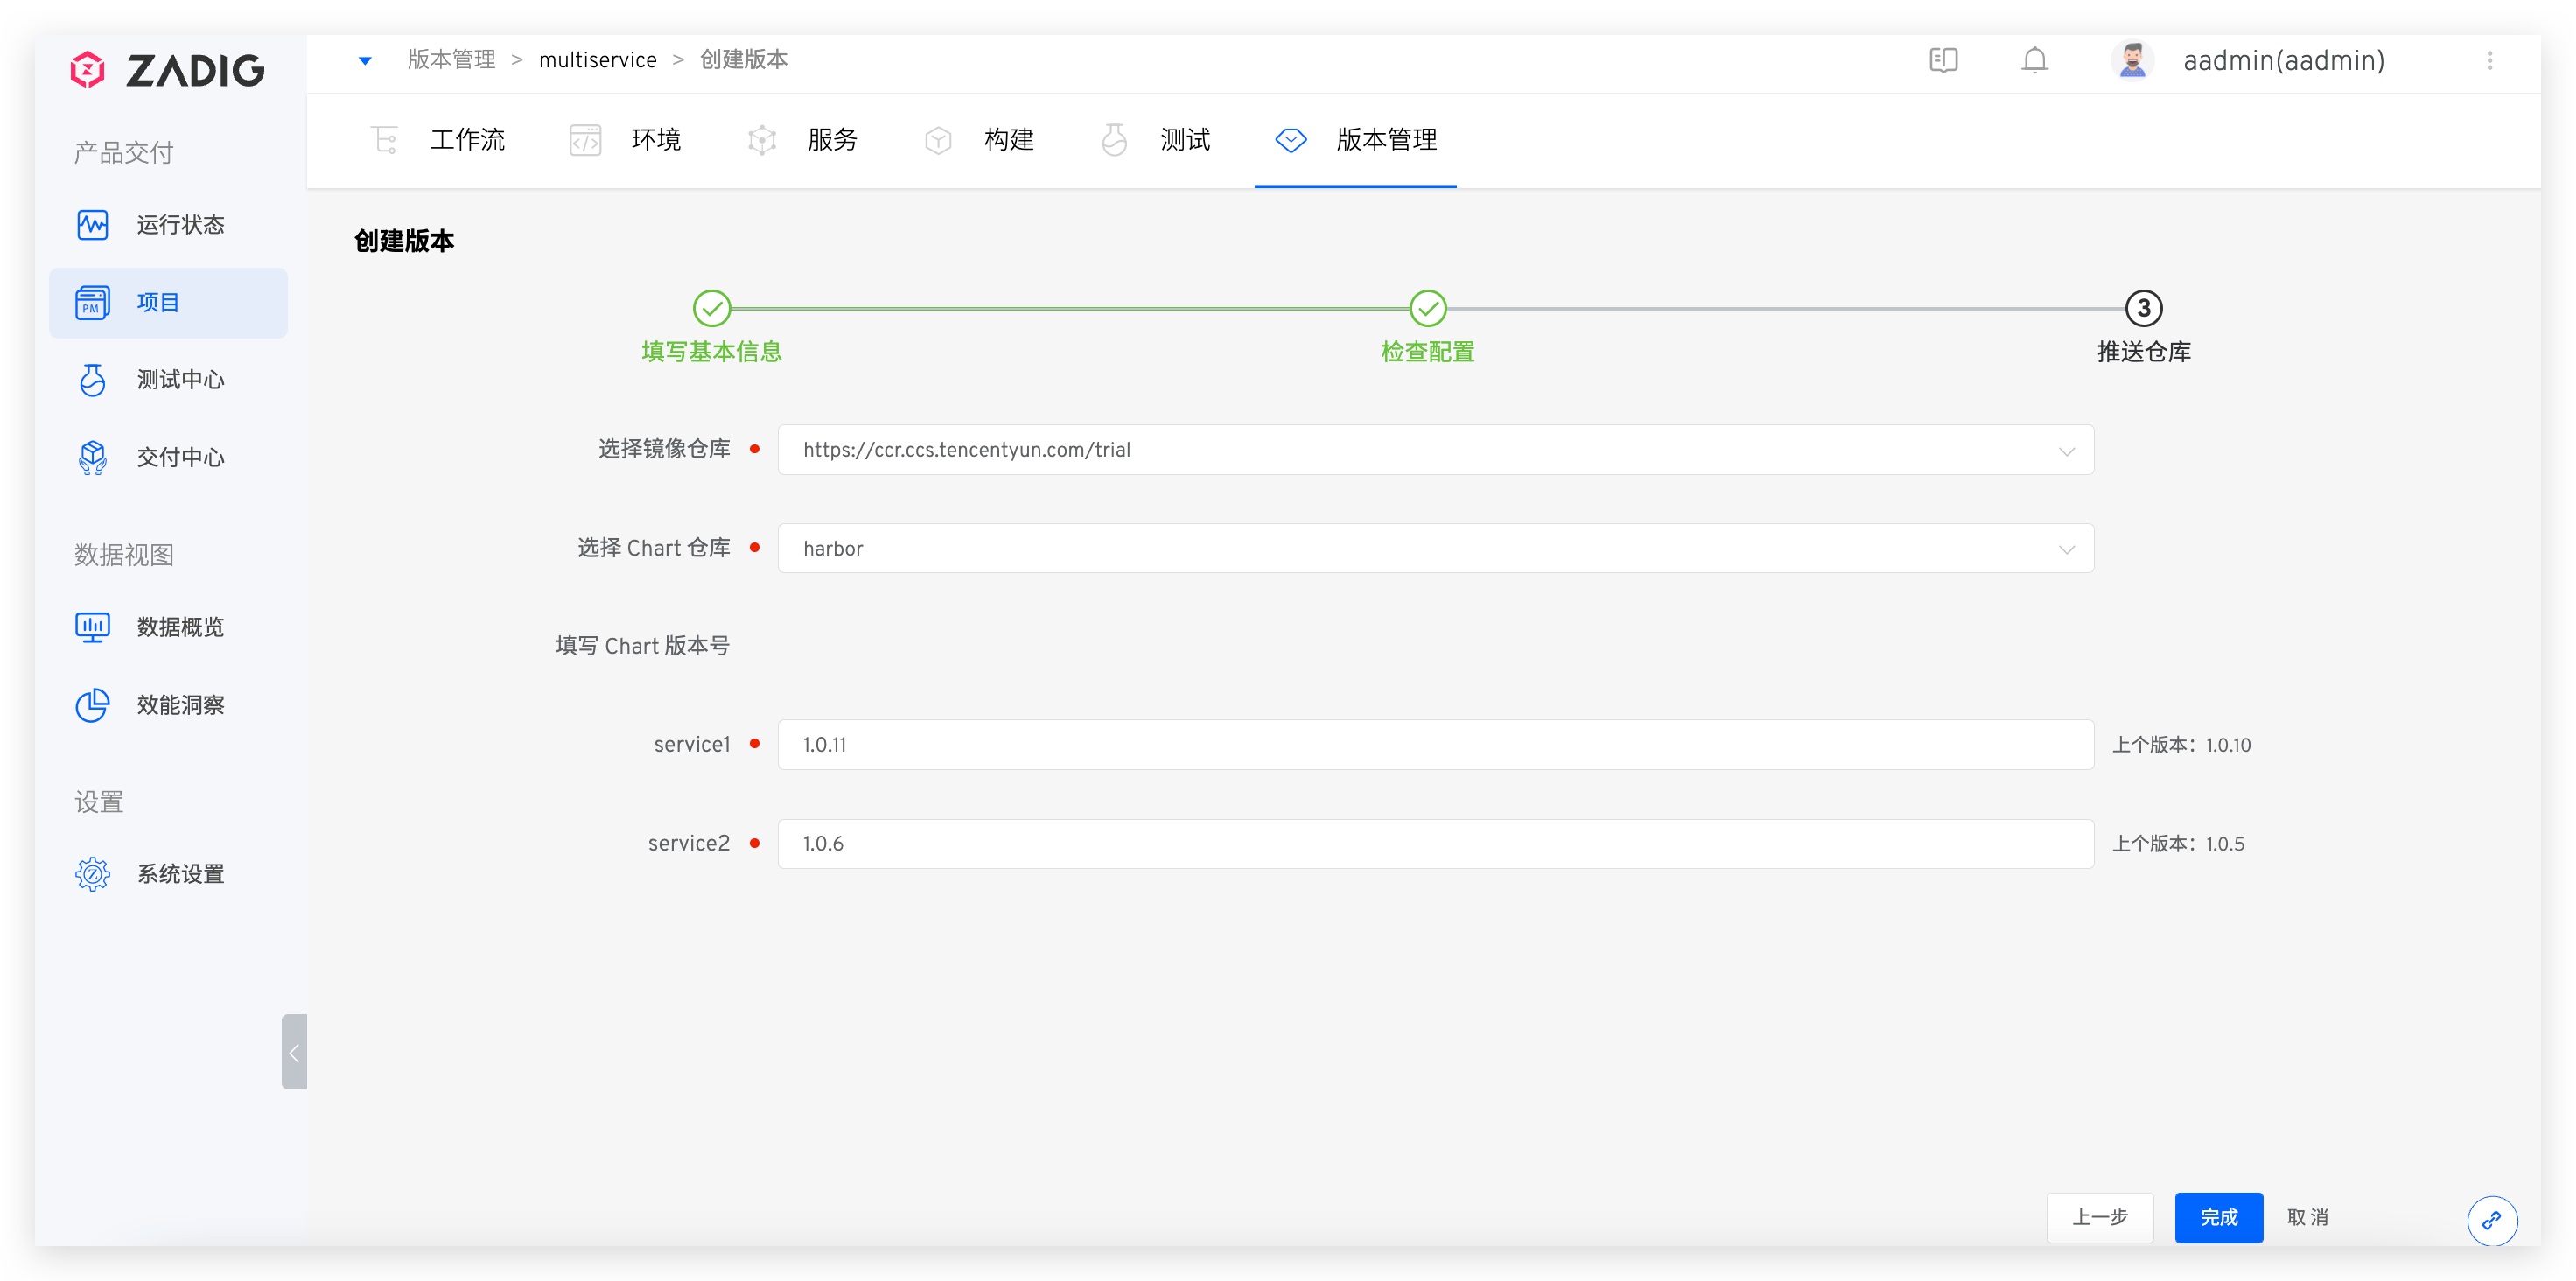 ZADIG
版本管理 > multiservice > 创建版本
aadmin(aadmin)
工作流
环境
服务
构建
测试
版本管理
产品交付
运行状态
PM
项目
测试中心
交付中心
数据视图
数据概览
效能洞察
设置
系统设置
创建版本
3
填写基本信息
检查配置
推送仓库
选择镜像仓库
https://ccr.ccs.tencentyun.com/trial
选择 Chart 仓库
harbor
填写 Chart 版本号
service1
1.0.11
上个版本：1.0.10
service2
1.0.6
上个版本：1.0.5
上一步
完成
取消